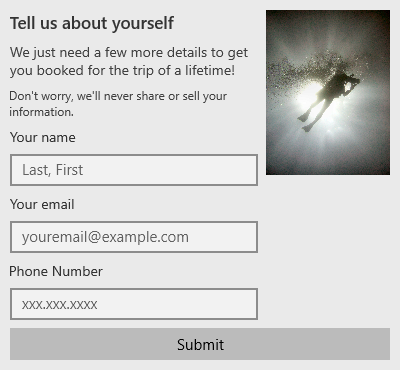 Tell us about yourself
We just need a few more details to get
you booked for the trip of a lifetime!
Don't worry, we'll never share or sell your
information.
Your name
Last, First
Your email
youremail@example.com
Phone Number
xxx.xxx.xxxx
Submit